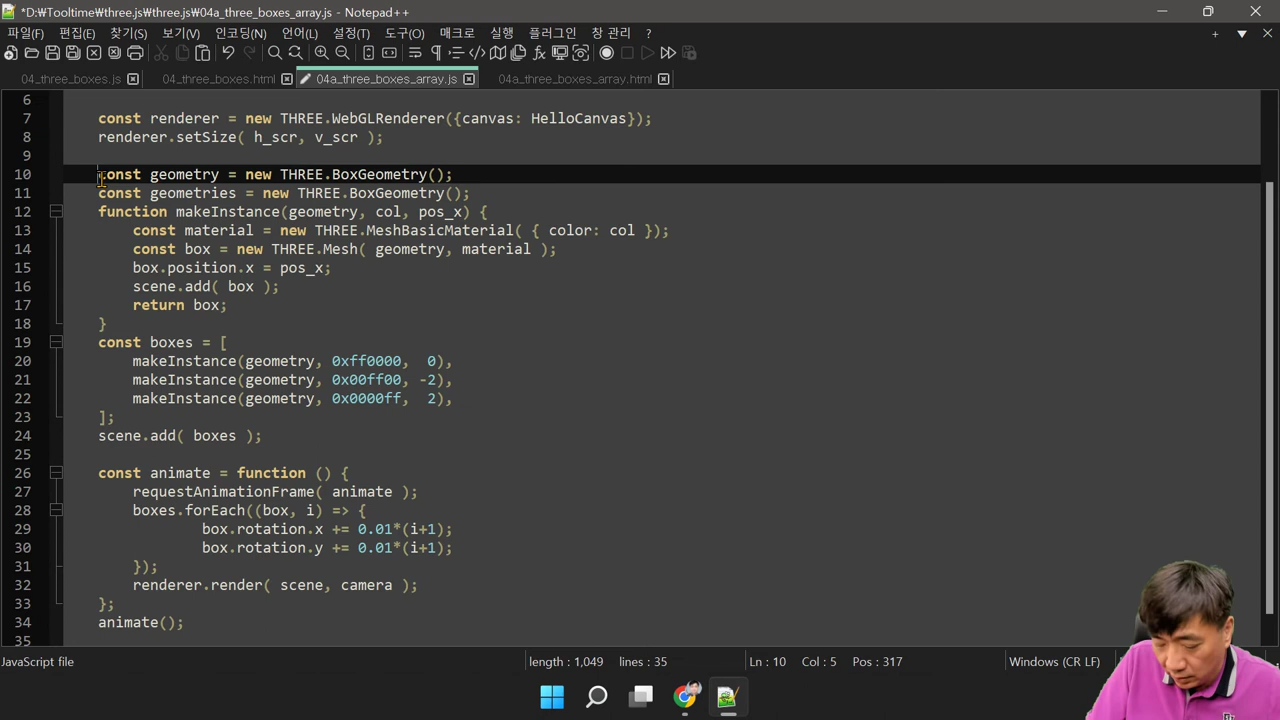 *D:₩Tooltime₩three.js₩three.js₩04a_three_boxes_array.js - Notepad++
파일(F) 편집(E) 찾기(S) 보기(V) 인코딩(N) 언어(L) 설정(T) 도구(O) 매크로 실행 플러그인 창 관리 ?
04_three_boxes.js 04_three_boxes.html 04a_three_boxes_array.js 04a_three_boxes_array.html
6
7 const renderer = new THREE.WebGLRenderer({canvas: HelloCanvas});
8 renderer.setSize( h_scr, v_scr );
9
10 const geometry = new THREE.BoxGeometry();
11 const geometries = new THREE.BoxGeometry();
12 function makeInstance(geometry, col, pos_x) {
13 const material = new THREE.MeshBasicMaterial( { color: col });
14 const box = new THREE.Mesh( geometry, material );
15 box.position.x = pos_x;
16 scene.add( box );
17 return box;
18 }
19 const boxes = [
20 makeInstance(geometry, 0xff0000, 0),
21 makeInstance(geometry, 0x00ff00, -2),
22 makeInstance(geometry, 0x0000ff, 2),
23 ];
24 scene.add( boxes );
25
26 const animate = function () {
27 requestAnimationFrame( animate );
28 boxes.forEach((box, i) => {
29 box.rotation.x += 0.01*(i+1);
30 box.rotation.y += 0.01*(i+1);
31 });
32 renderer.render( scene, camera );
33 };
34 animate();
35
JavaScript file length : 1,049 lines : 35 Ln : 10 Col : 5 Pos : 317 Windows (CR LF)